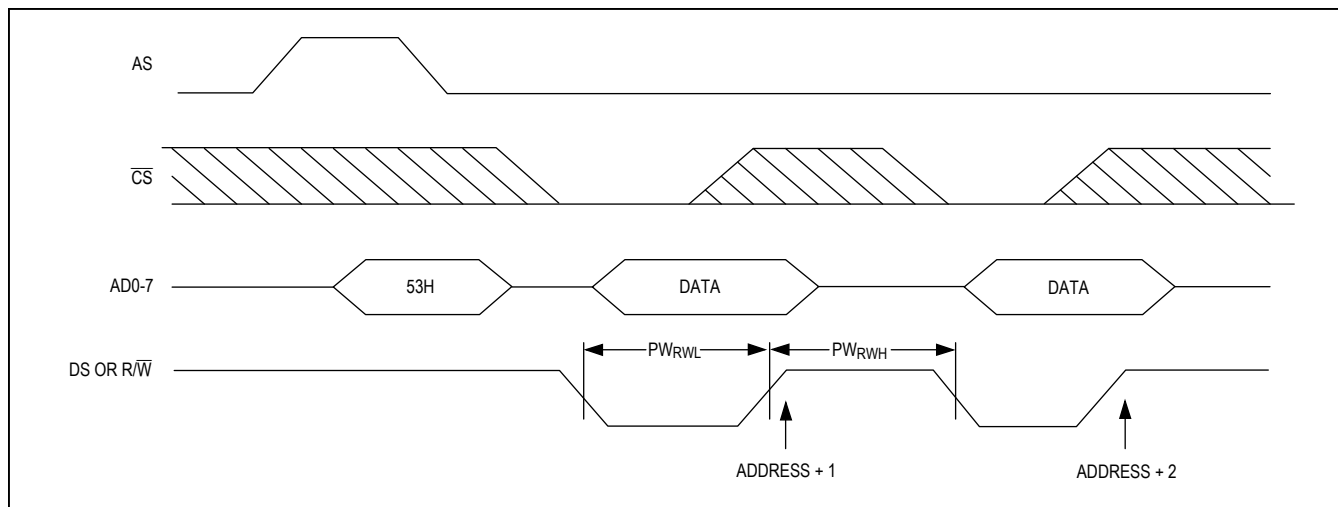 AS
CS
AD0-7
53H
DATA
DATA
PWRWL
PWRWH
DS OR R/W
ADDRESS + 1
ADDRESS + 2